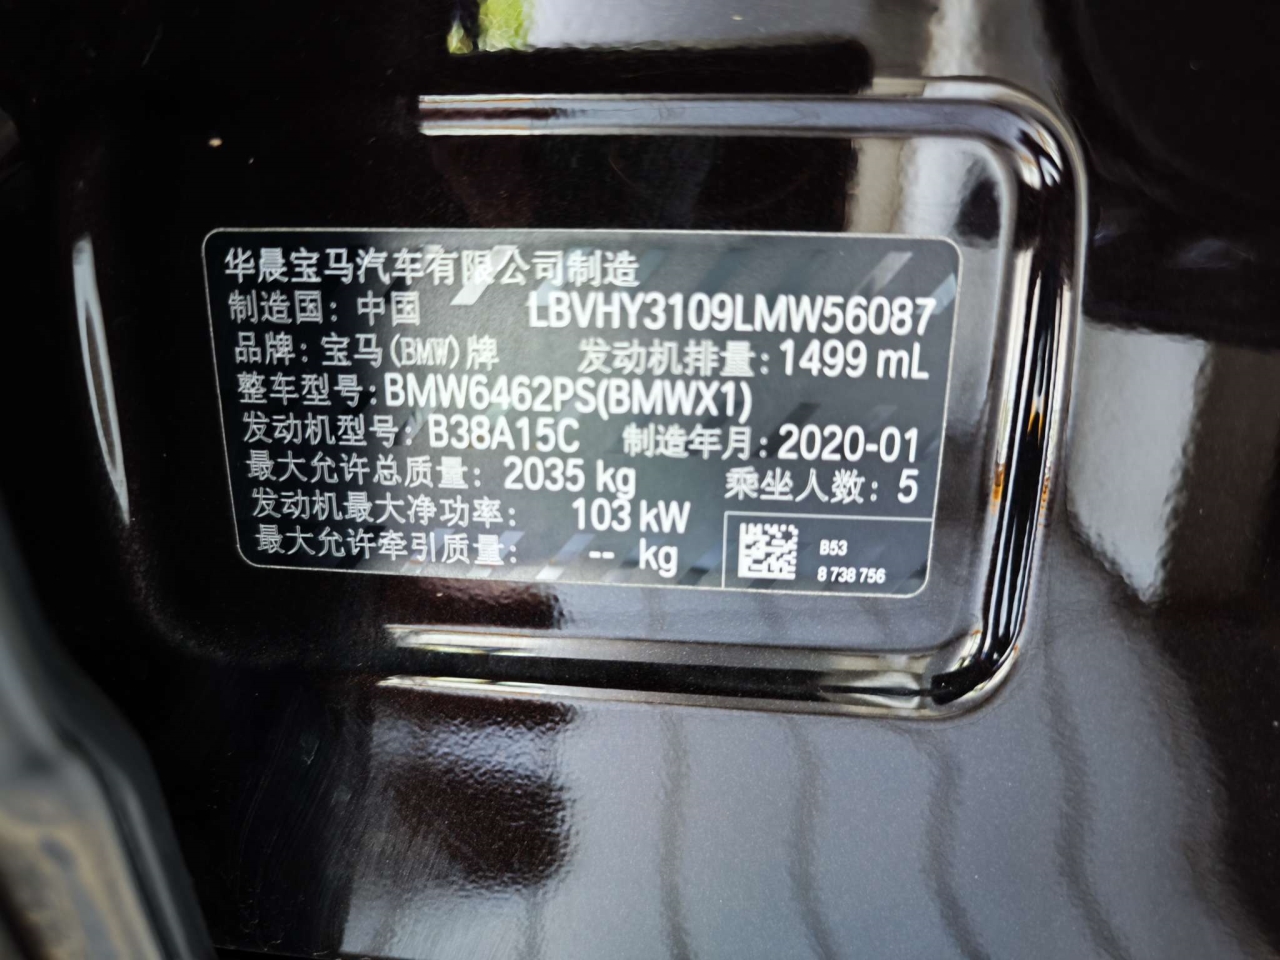 华晨宝马汽车有限公司制造
制造国：中国 LBVHY3109LMW56087
品牌：宝马(BMW)牌 发动机排量：1499 mL
整车型号：BMW6462PS(BMWX1)
发动机型号：B38A15C 制造年月：2020-01
最大允许总质量：2035 kg 乘坐人数：5
发动机最大净功率：103 kW
最大允许牵引质量：-- kg
B53
8 738 756